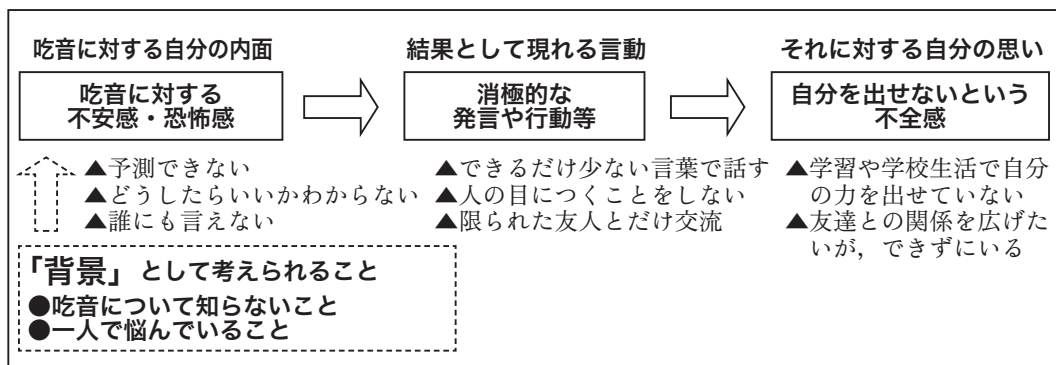 吃音に対する自分の内面
吃音に対する
不安感・恐怖感
▲予測できない
▲どうしたらいいかわからない
▲誰にも言えない
「背景」として考えられること
●吃音について知らないこと
●一人で悩んでいること
結果として現れる言動
消極的な
発言や行動等
▲できるだけ少ない言葉で話す
▲人の目につくことをしない
▲限られた友人とだけ交流
それに対する自分の思い
自分を出せないという
不全感
▲学習や学校生活で自分
の力を出せていない
▲友達との関係を広げた
いが，できずにいる